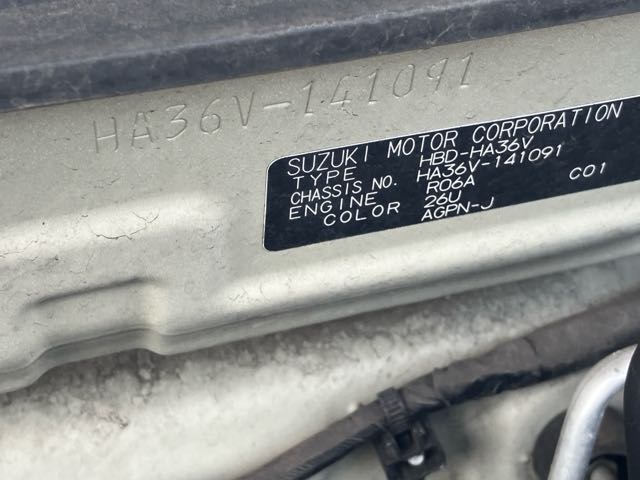 HA36V-141091
SUZUKI MOTOR CORPORATION
TYPE HBD-HA36V
CHASSIS NO. HA36V-141091
ENGINE R06A C01
COLOR 26U
AGPN-J